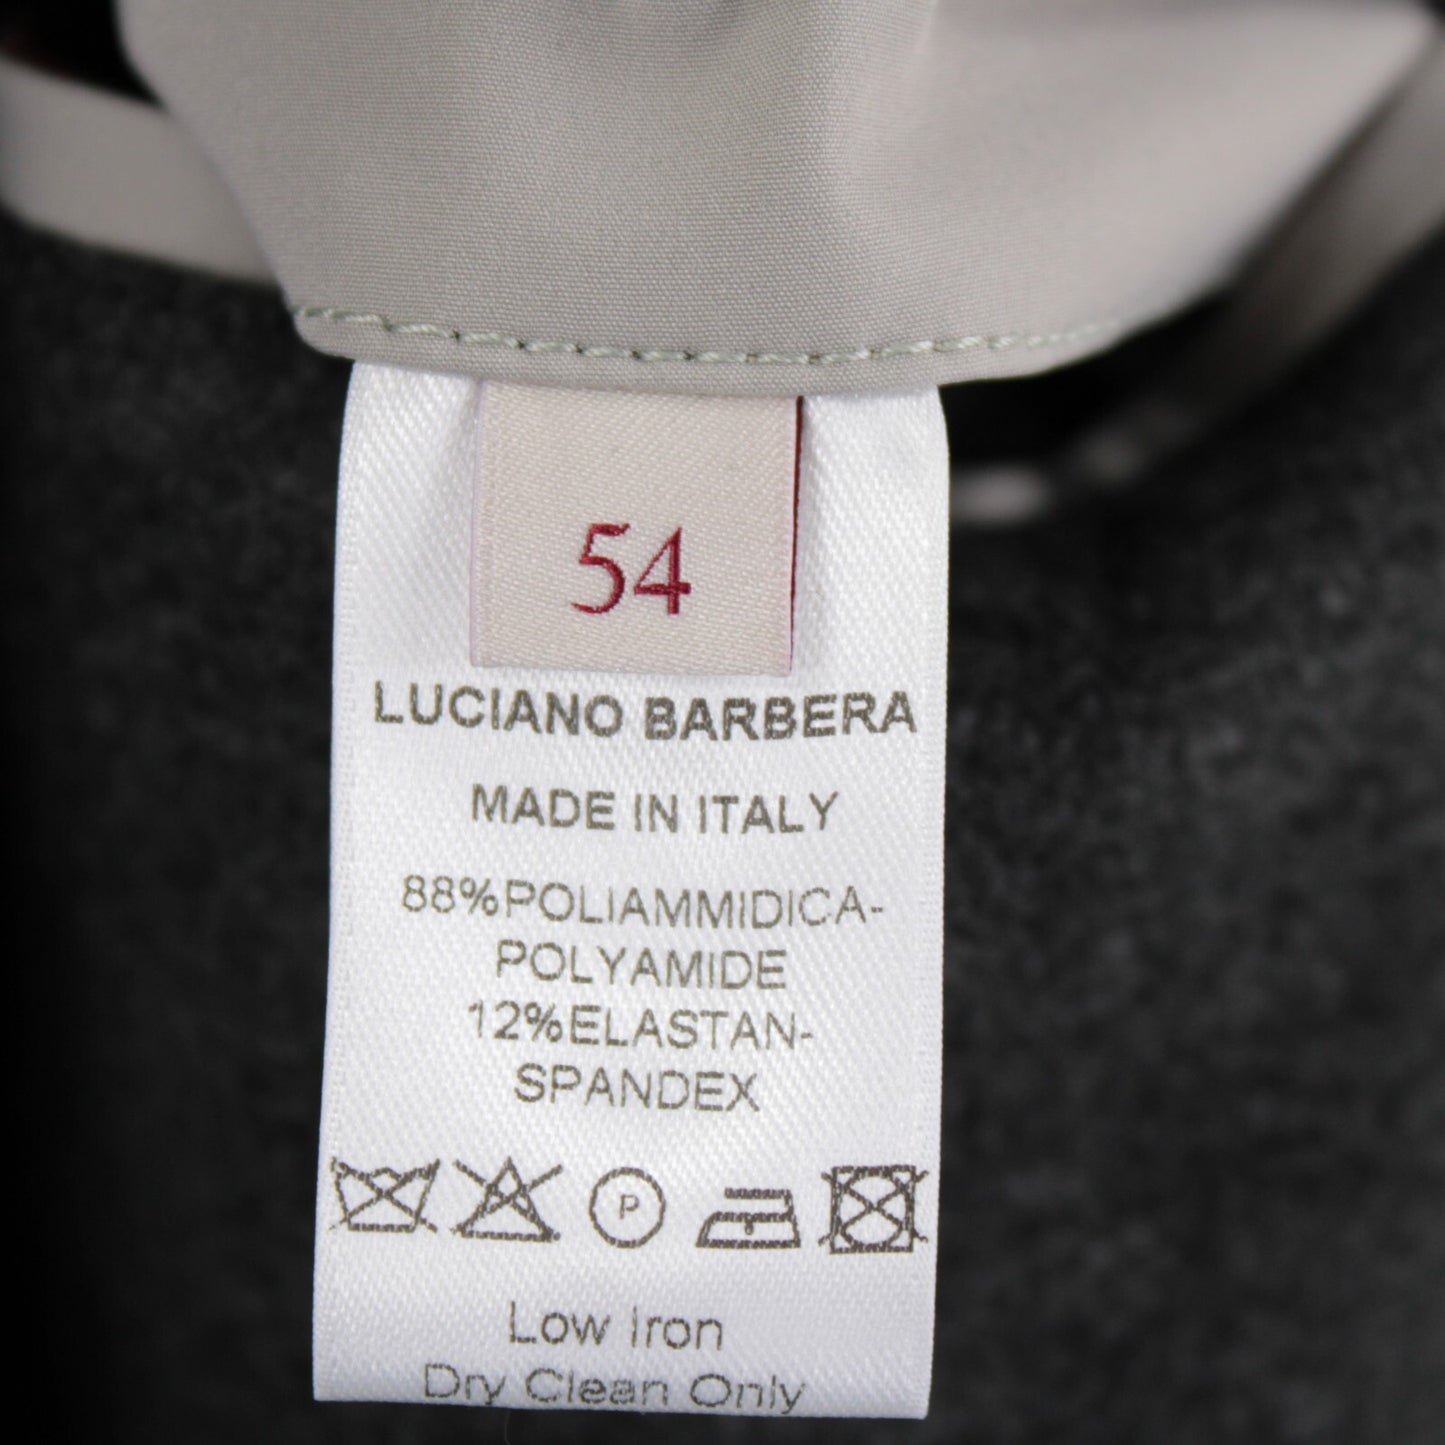 54
LUCIANO BARBERA
MADE IN ITALY
88%POLIAMMIDICA-
POLYAMIDE
12%ELASTAN-
SPANDEX
P
Low Iron
Dry Clean Only